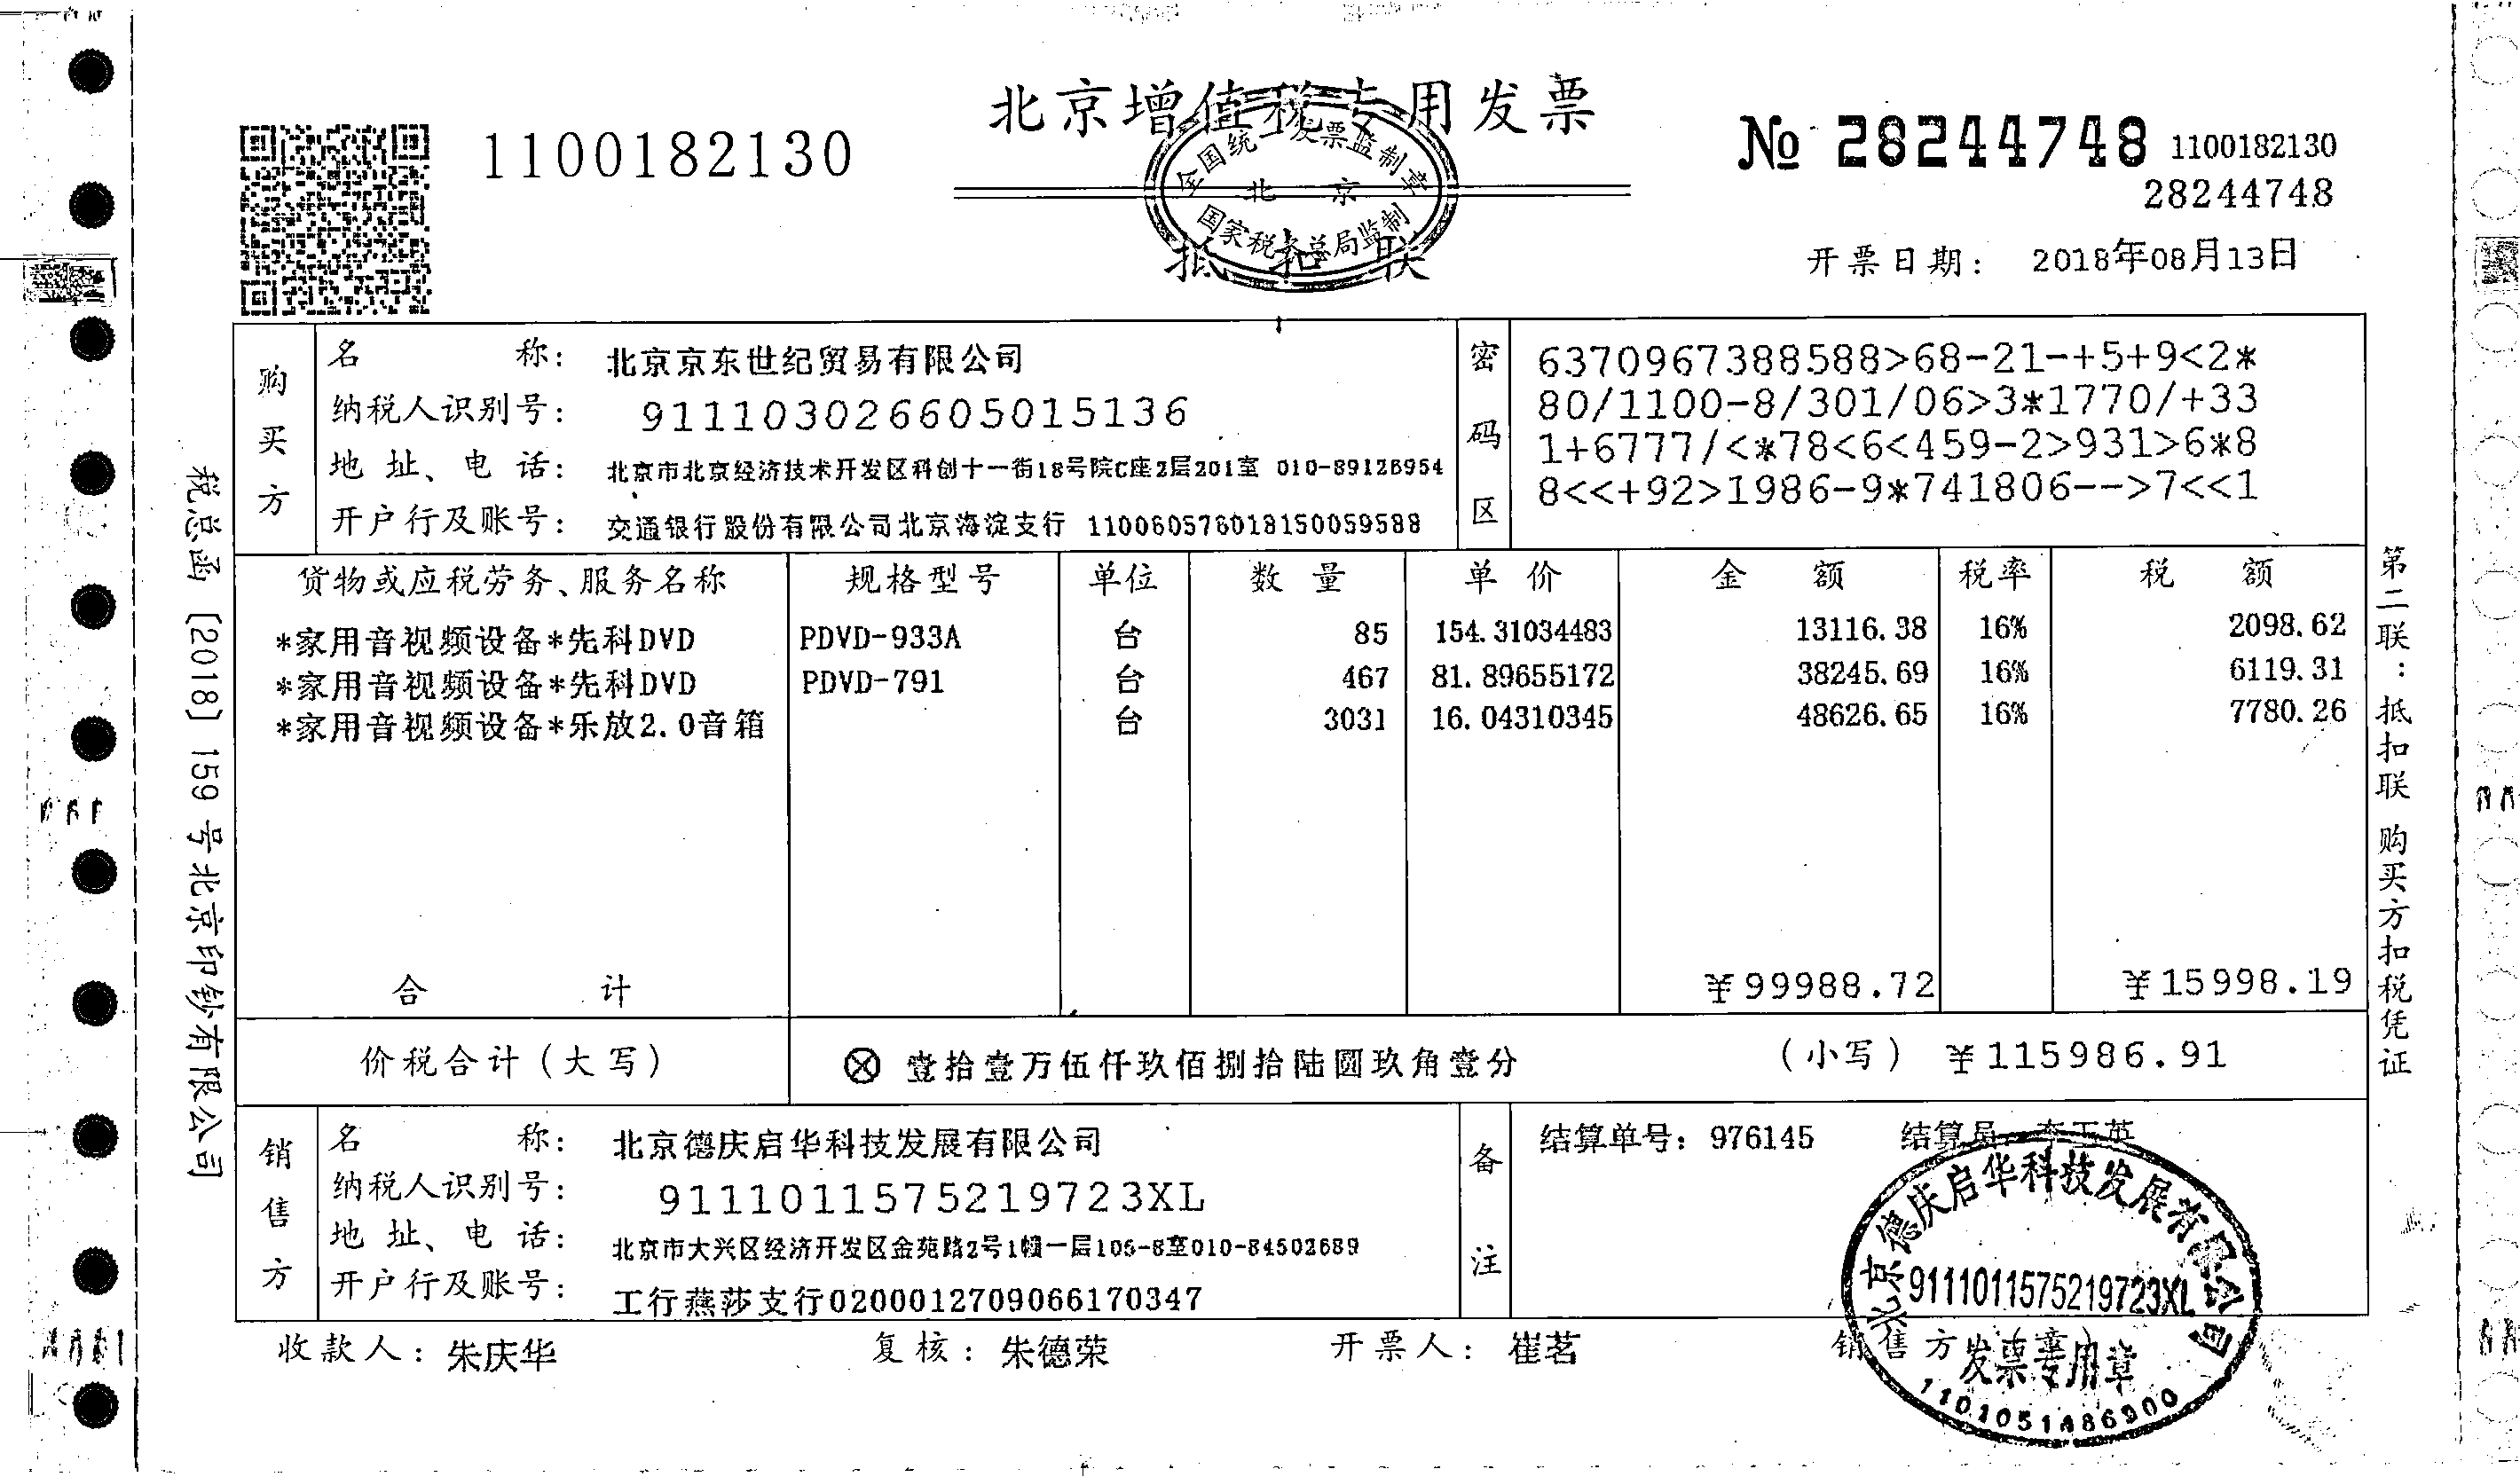 北京增值税专用发票
1100182130
№ 28244748
1100182130
28244748
全国统一发票监制章
北京
国家税务总局监制
抵扣联
开票日期： 2018年08月13日
购买方
名称： 北京京东世纪贸易有限公司
纳税人识别号： 911103026605015136
地址、电话： 北京市北京经济技术开发区科创十一街18号院C座2层201室 010-89126954
开户行及账号： 交通银行股份有限公司北京海淀支行 110060576018150059588
密码区
6370967388588>68-21-+5+9<2*
80/1100-8/301/06>3*1770/+33
1+6777/<*78<6<459-2>931>6*8
8<<+92>1986-9*741806-->7<<1
货物或应税劳务、服务名称 规格型号 单位 数量 单价 金额 税率 税额
*家用音视频设备*先科DVD PDVD-933A 台 85 154.31034483 13116.38 16% 2098.62
*家用音视频设备*先科DVD PDVD-791 台 467 81.89655172 38245.69 16% 6119.31
*家用音视频设备*乐放2.0音箱 台 3031 16.04310345 48626.65 16% 7780.26
合计 ￥99988.72 ￥15998.19
价税合计（大写） ⊗ 壹拾壹万伍仟玖佰捌拾陆圆玖角壹分 （小写） ￥115986.91
销售方
名称： 北京德庆启华科技发展有限公司
纳税人识别号： 9111011575219723XL
地址、电话： 北京市大兴区经济开发区金苑路2号1幢一层106-8室010-84502689
开户行及账号： 工行燕莎支行0200012709066170347
备注
结算单号：976145 结算员：
收款人：朱庆华 复核：朱德荣 开票人：崔茗 销售方：（章）
北京德庆启华科技发展有限公司
9111011575219723XL
发票专用章
税总函〔2018〕159号北京印钞有限公司
第二联：抵扣联 购买方扣税凭证